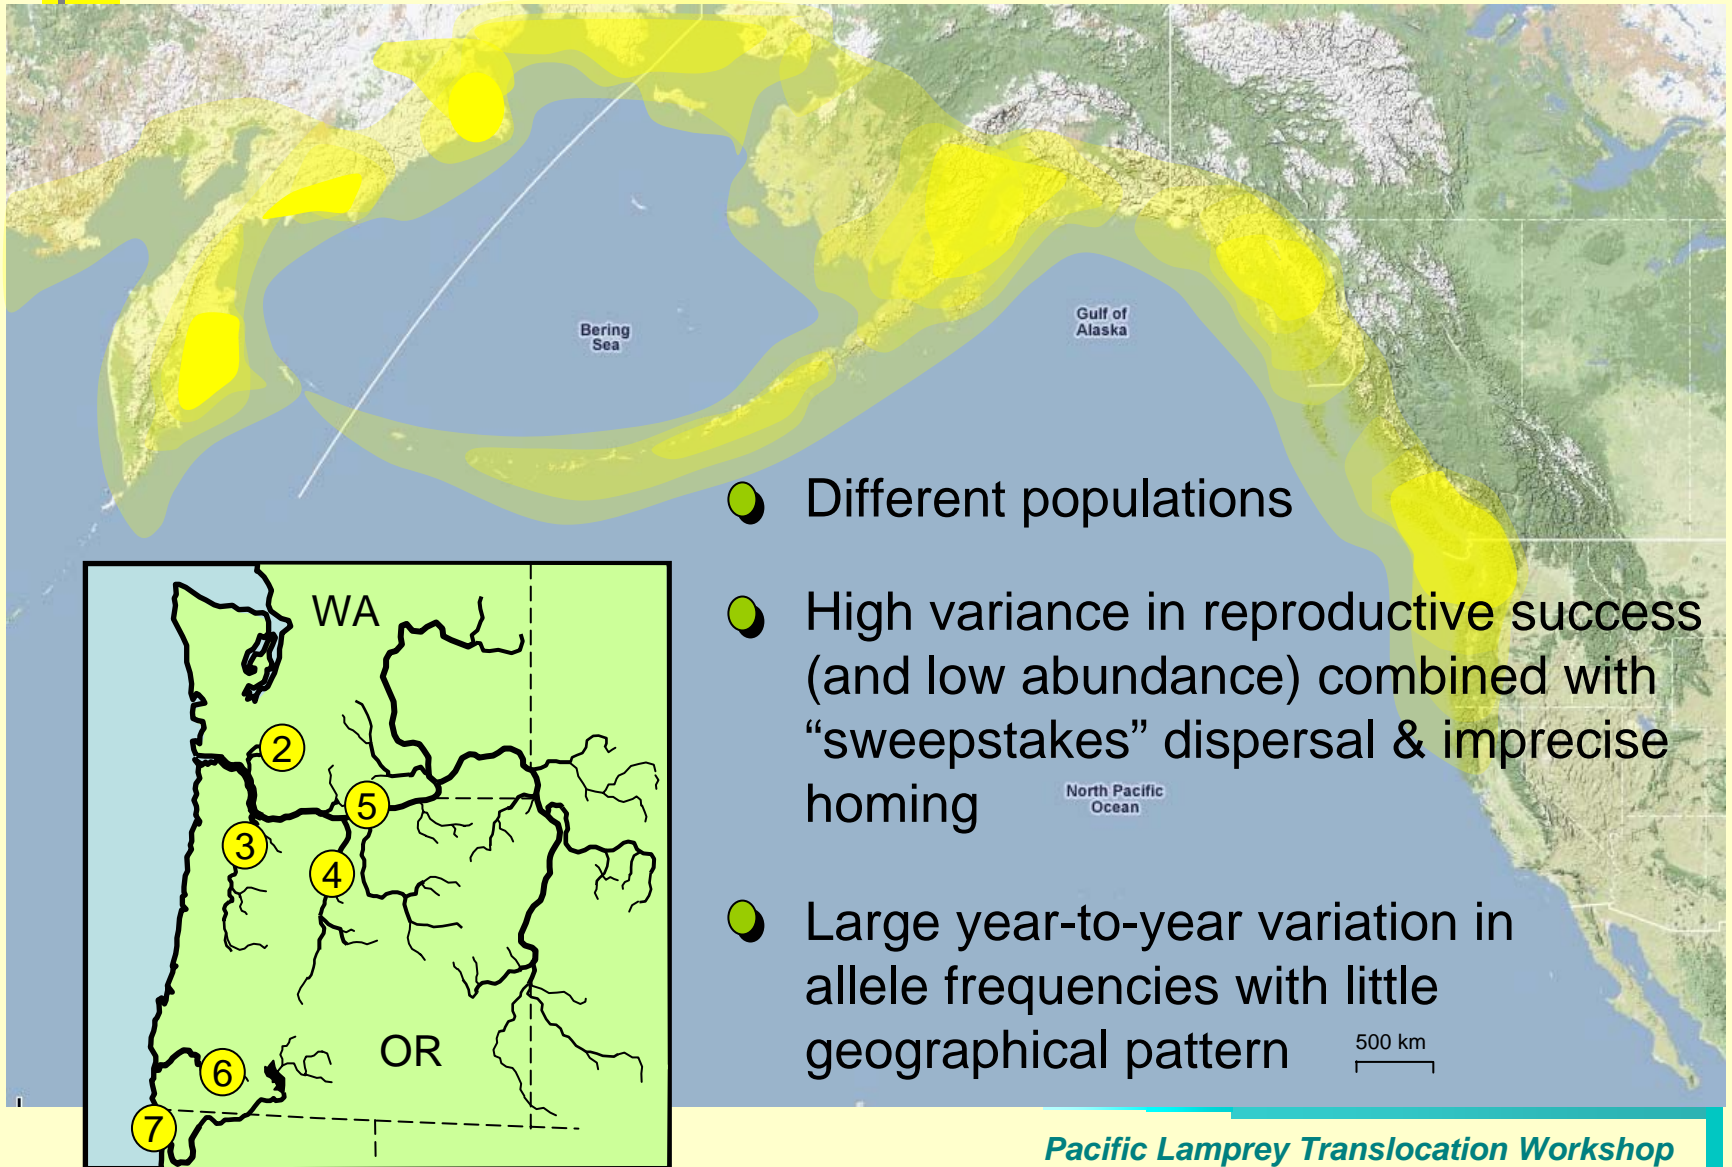 Bering
Sea
Gulf of
Alaska
Different populations
High variance in reproductive success
(and low abundance) combined with
“sweepstakes” dispersal & imprecise
homing
North Pacific
Ocean
Large year-to-year variation in
allele frequencies with little
geographical pattern
500 km
WA
2
5
3
4
OR
6
7
Pacific Lamprey Translocation Workshop